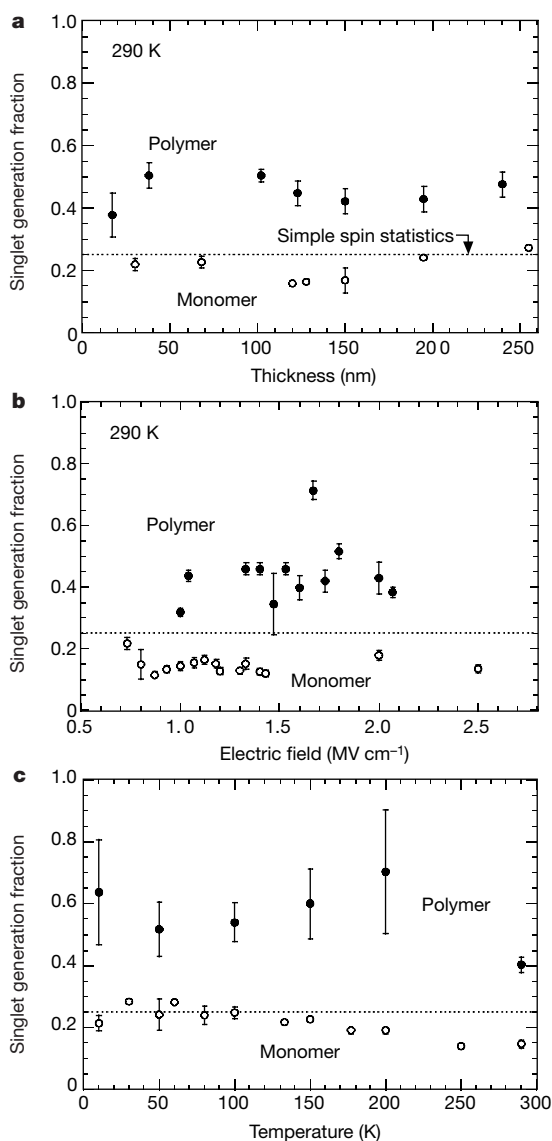 a
1.0
290 K
0.8
Polymer
0.6
0.4
Simple spin statistics
0.2
Monomer
0
0 50 100 150 20 0 250
Thickness (nm)
Singlet generation fraction
b
1.0
290 K
0.8
Polymer
0.6
0.4
0.2
Monomer
0
0.5 1.0 1.5 2.0 2.5
Electric field (MV cm⁻¹)
Singlet generation fraction
c
1.0
0.8
Polymer
0.6
0.4
0.2
Monomer
0
0 50 100 150 200 250 300
Temperature (K)
Singlet generation fraction